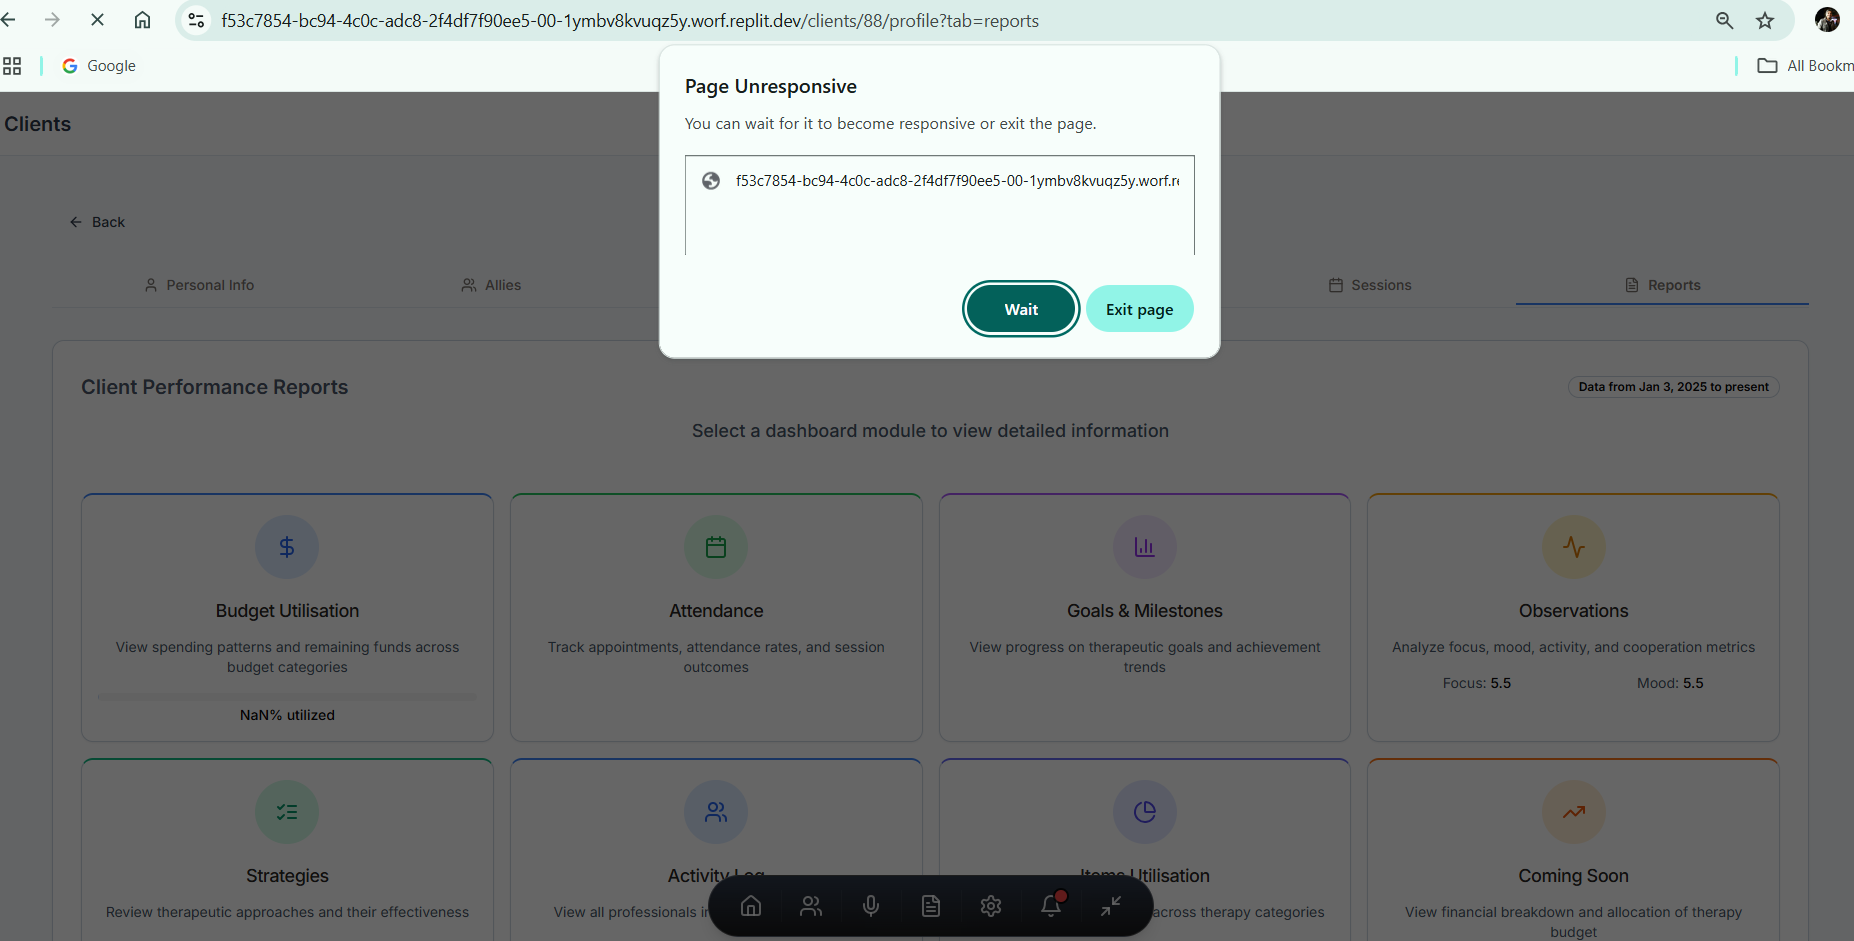 f53c7854-bc94-4c0c-adc8-2f4df7f90ee5-00-1ymbv8kvuqz5y.worf.replit.dev/clients/88/profile?tab=reports
Google
All Bookm
Page Unresponsive
You can wait for it to become responsive or exit the page.
f53c7854-bc94-4c0c-adc8-2f4df7f90ee5-00-1ymbv8kvuqz5y.worf.re
Wait
Exit page
Clients
Back
Personal Info
Allies
Sessions
Reports
Client Performance Reports
Data from Jan 3, 2025 to present
Select a dashboard module to view detailed information
Budget Utilisation
View spending patterns and remaining funds across
budget categories
NaN% utilized
Attendance
Track appointments, attendance rates, and session
outcomes
Goals & Milestones
View progress on therapeutic goals and achievement
trends
Observations
Analyze focus, mood, activity, and cooperation metrics
Focus: 5.5
Mood: 5.5
Strategies
Review therapeutic approaches and their effectiveness
Activity Log
View all professionals i
Items Utilisation
across therapy categories
Coming Soon
View financial breakdown and allocation of therapy
budget